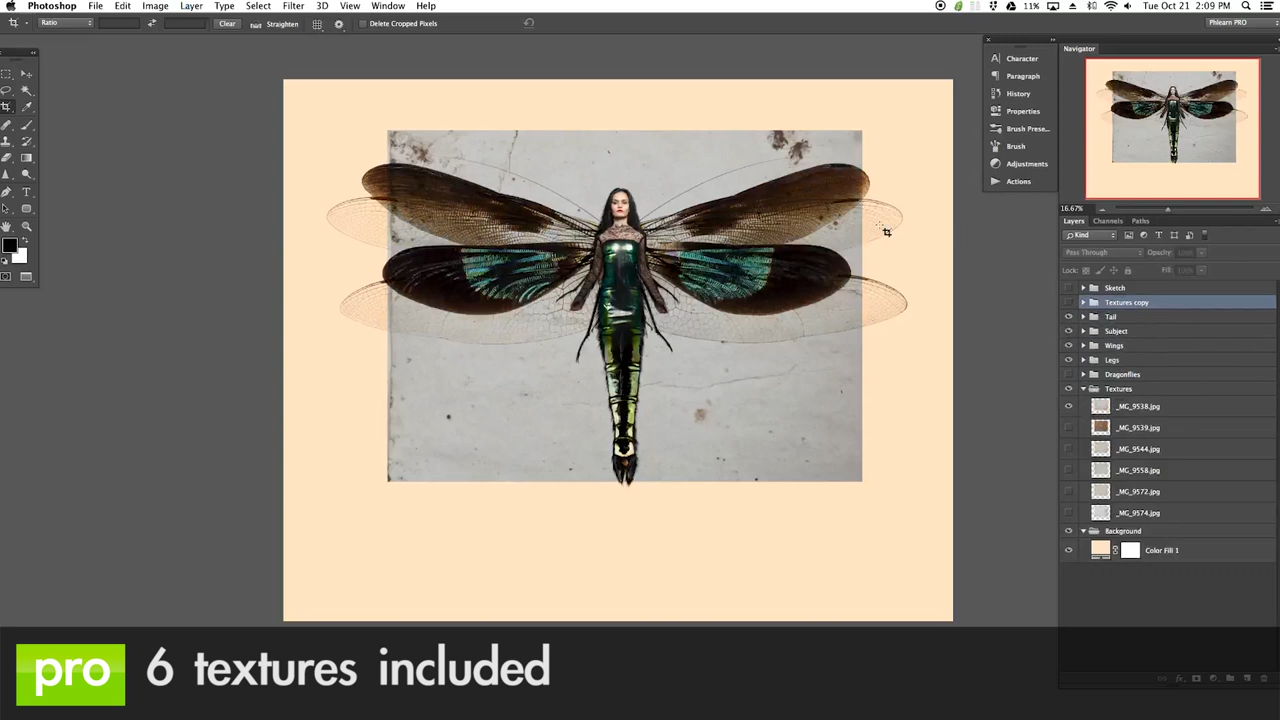 Photoshop File Edit Image Layer Type Select Filter 3D View Window Help
11% Tue Oct 21 2:09 PM
Ratio Clear Straighten Delete Cropped Pixels Phlearn PRO
Character
Paragraph
History
Properties
Brush Prese...
Brush
Adjustments
Actions
Navigator
16.67%
Layers Channels Paths
Kind
Pass Through Opacity:
Lock: Fill:
Sketch
Textures copy
Tail
Subject
Wings
Legs
Dragonflies
Textures
_MG_9538.jpg
_MG_9539.jpg
_MG_9544.jpg
_MG_9558.jpg
_MG_9572.jpg
_MG_9574.jpg
Background
Color Fill 1
pro 6 textures included